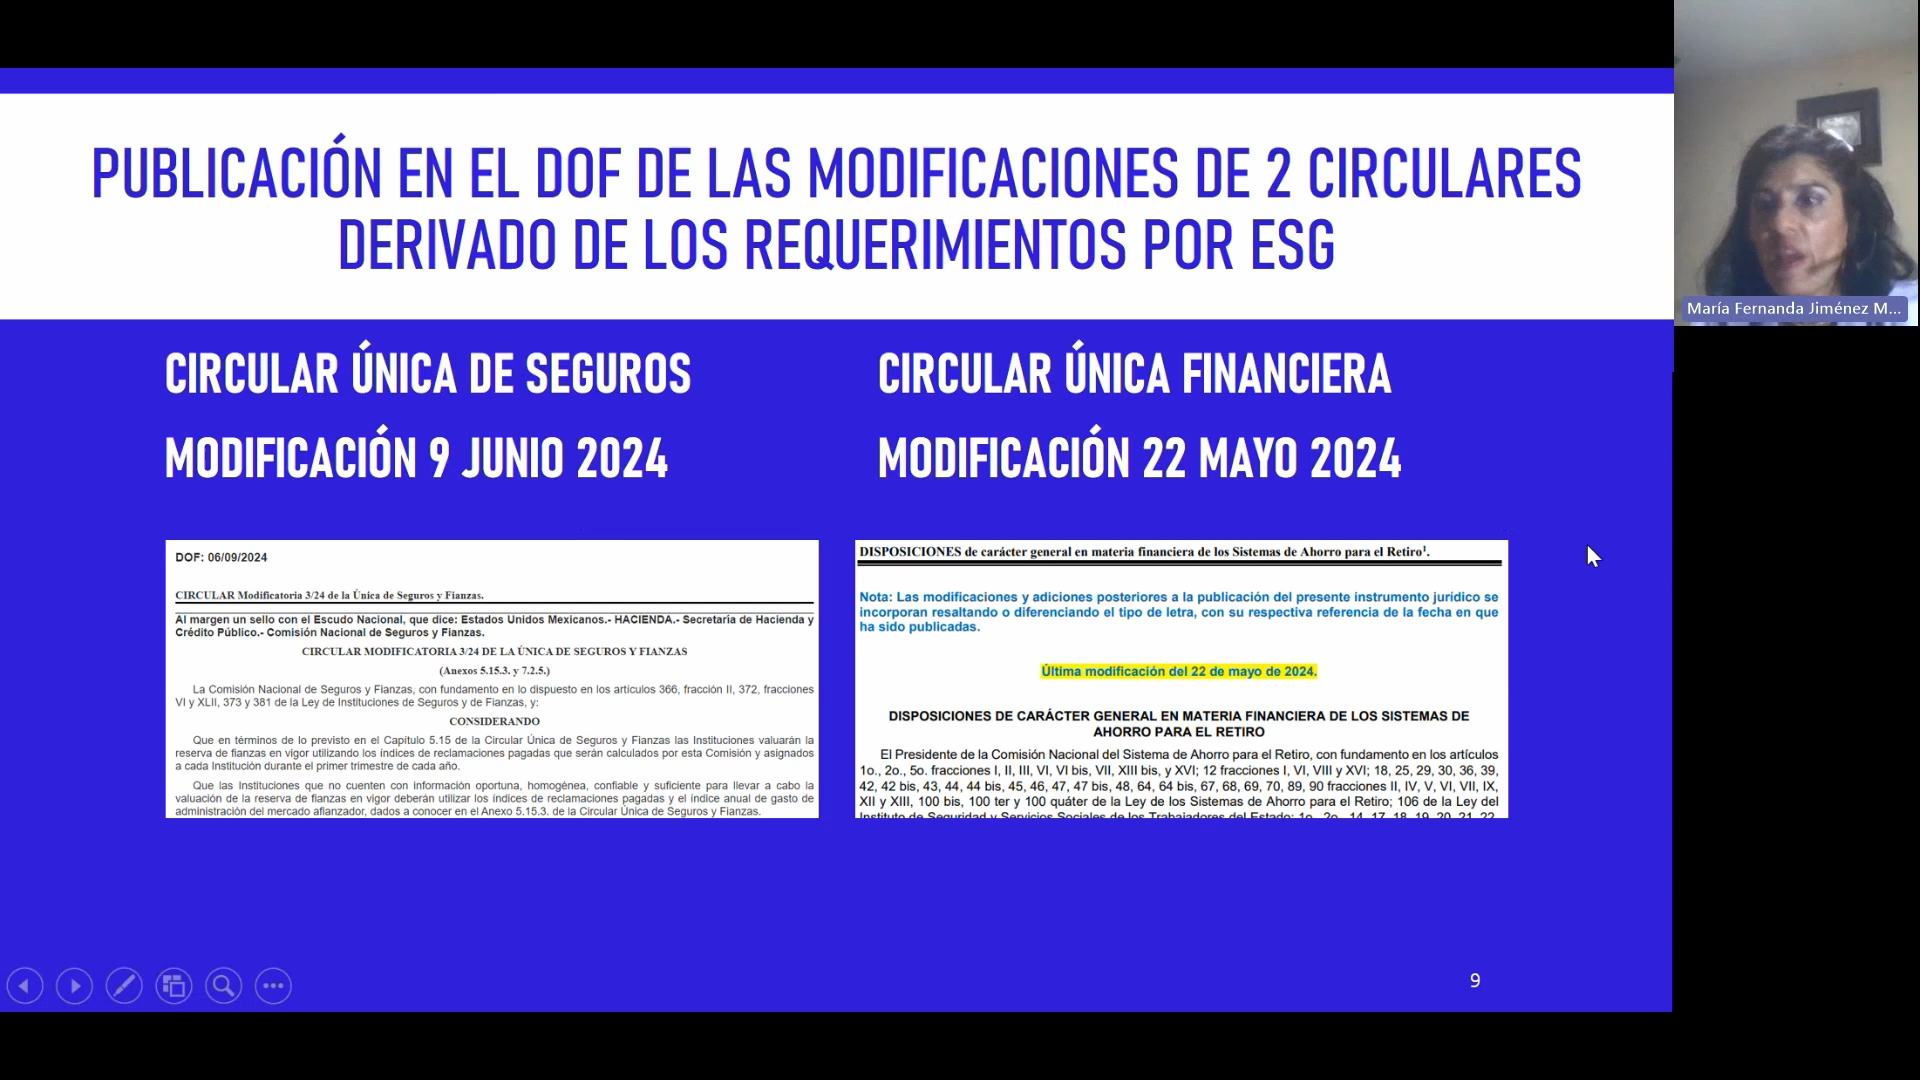 PUBLICACIÓN EN EL DOF DE LAS MODIFICACIONES DE 2 CIRCULARES
DERIVADO DE LOS REQUERIMIENTOS POR ESG
María Fernanda Jiménez M...
CIRCULAR ÚNICA DE SEGUROS
MODIFICACIÓN 9 JUNIO 2024
CIRCULAR ÚNICA FINANCIERA
MODIFICACIÓN 22 MAYO 2024
DOF: 06/09/2024
CIRCULAR Modificatoria 3/24 de la Única de Seguros y Fianzas.
Al margen un sello con el Escudo Nacional, que dice: Estados Unidos Mexicanos.- HACIENDA.- Secretaría de Hacienda y
Crédito Público.- Comisión Nacional de Seguros y Fianzas.
CIRCULAR MODIFICATORIA 3/24 DE LA ÚNICA DE SEGUROS Y FIANZAS
(Anexos 5.15.3. y 7.2.5.)
La Comisión Nacional de Seguros y Fianzas, con fundamento en lo dispuesto en los artículos 366, fracción II, 372, fracciones
VI y XLII, 373 y 381 de la Ley de Instituciones de Seguros y de Fianzas, y:
CONSIDERANDO
Que en términos de lo previsto en el Capítulo 5.15 de la Circular Única de Seguros y Fianzas las Instituciones valuarán la
reserva de fianzas en vigor utilizando los índices de reclamaciones pagadas que serán calculados por esta Comisión y asignados
a cada Institución durante el primer trimestre de cada año.
Que las Instituciones que no cuenten con información oportuna, homogénea, confiable y suficiente para llevar a cabo la
valuación de la reserva de fianzas en vigor deberán utilizar los índices de reclamaciones pagadas y el índice anual de gasto de
administración del mercado afianzador, dados a conocer en el Anexo 5.15.3. de la Circular Única de Seguros y Fianzas.
DISPOSICIONES de carácter general en materia financiera de los Sistemas de Ahorro para el Retiro1.
Nota: Las modificaciones y adiciones posteriores a la publicación del presente instrumento jurídico se
incorporan resaltando o diferenciando el tipo de letra, con su respectiva referencia de la fecha en que
ha sido publicadas.
Última modificación del 22 de mayo de 2024.
DISPOSICIONES DE CARÁCTER GENERAL EN MATERIA FINANCIERA DE LOS SISTEMAS DE
AHORRO PARA EL RETIRO
El Presidente de la Comisión Nacional del Sistema de Ahorro para el Retiro, con fundamento en los artículos
1o., 2o., 5o. fracciones I, II, III, VI, VI bis, VII, XIII bis, y XVI; 12 fracciones I, VI, VIII y XVI; 18, 25, 29, 30, 36, 39,
42, 42 bis, 43, 44, 44 bis, 45, 46, 47, 47 bis, 48, 64, 64 bis, 67, 68, 69, 70, 89, 90 fracciones II, IV, V, VI, VII, IX,
XII y XIII, 100 bis, 100 ter y 100 quáter de la Ley de los Sistemas de Ahorro para el Retiro; 106 de la Ley del
Instituto de Seguridad y Servicios Sociales de los Trabajadores del Estado; 1o., 2o., 14, 17, 18, 19, 20, 21, 22,
9